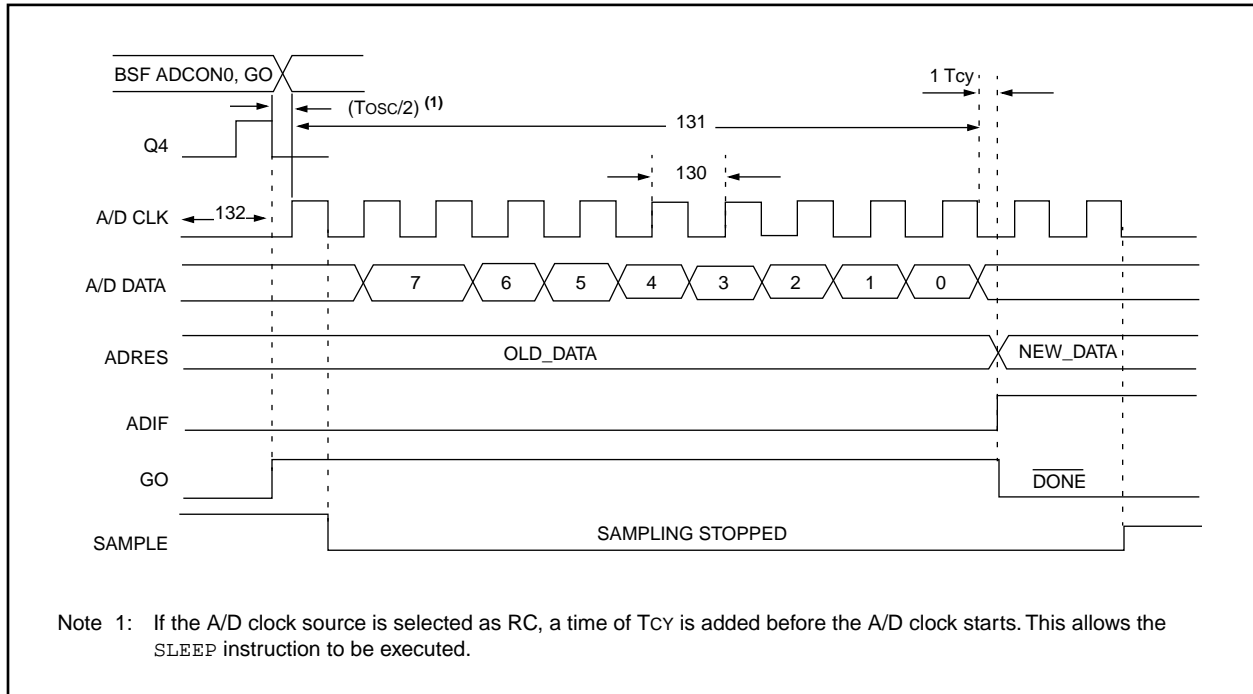 BSF ADCON0, GO
1 TCY
(TOSC/2) (1)
131
Q4
130
A/D CLK
132
A/D DATA
7 6 5 4 3 2 1 0
ADRES
OLD_DATA
NEW_DATA
ADIF
GO
DONE
SAMPLE
SAMPLING STOPPED
Note 1: If the A/D clock source is selected as RC, a time of TCY is added before the A/D clock starts. This allows the
SLEEP instruction to be executed.